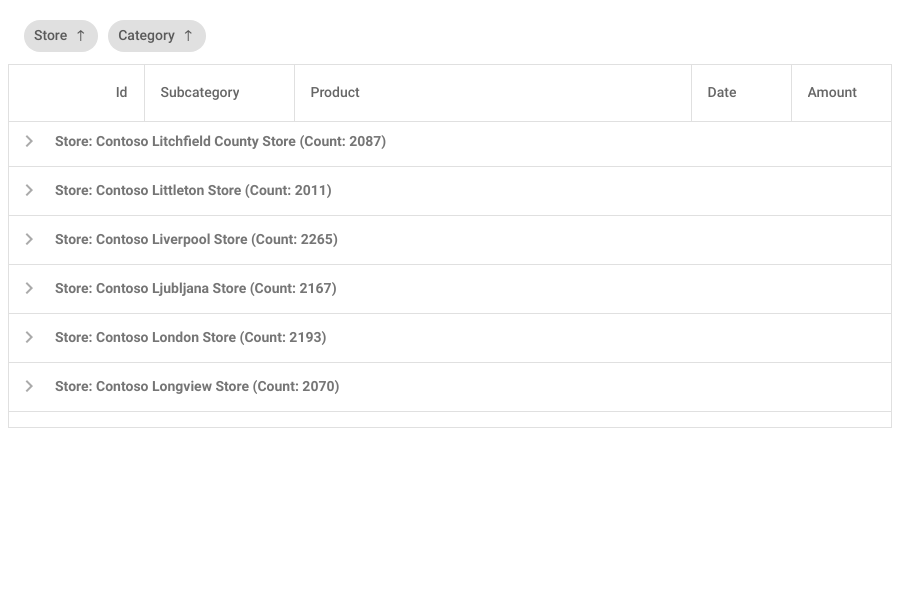 Store ↑ Category ↑
Id Subcategory Product Date Amount
Store: Contoso Litchfield County Store (Count: 2087)
Store: Contoso Littleton Store (Count: 2011)
Store: Contoso Liverpool Store (Count: 2265)
Store: Contoso Ljubljana Store (Count: 2167)
Store: Contoso London Store (Count: 2193)
Store: Contoso Longview Store (Count: 2070)